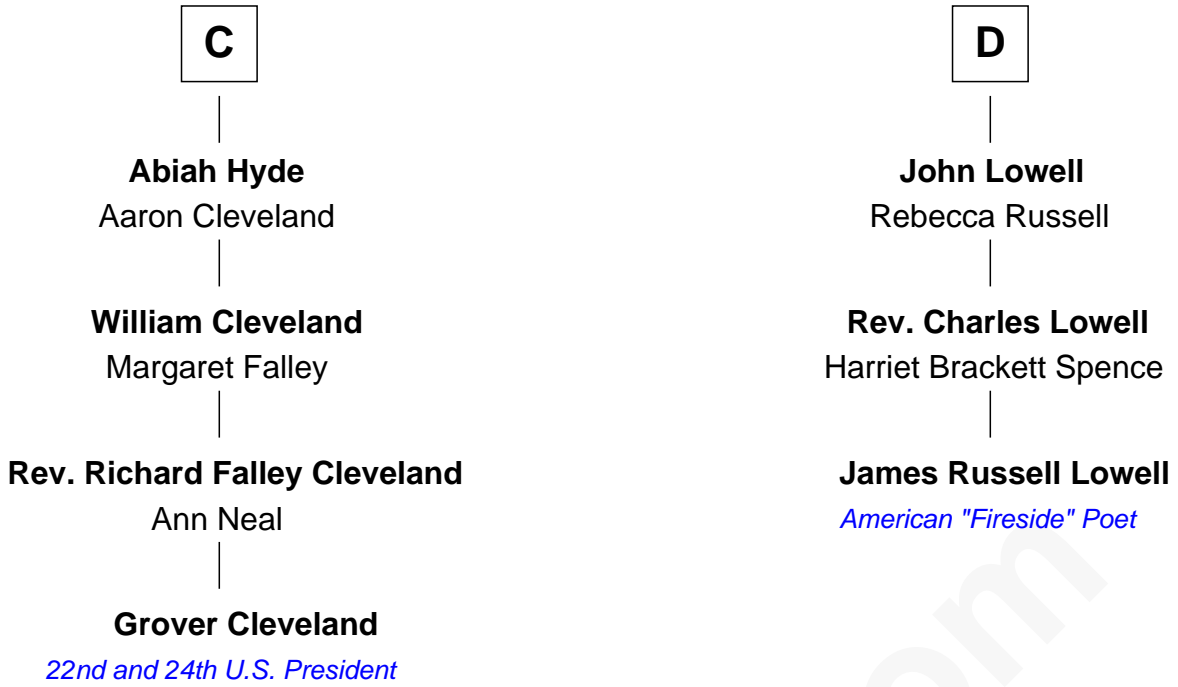 C
Abiah Hyde
Aaron Cleveland
William Cleveland
Margaret Falley
Rev. Richard Falley Cleveland
Ann Neal
Grover Cleveland
22nd and 24th U.S. President
D
John Lowell
Rebecca Russell
Rev. Charles Lowell
Harriet Brackett Spence
James Russell Lowell
American "Fireside" Poet
om